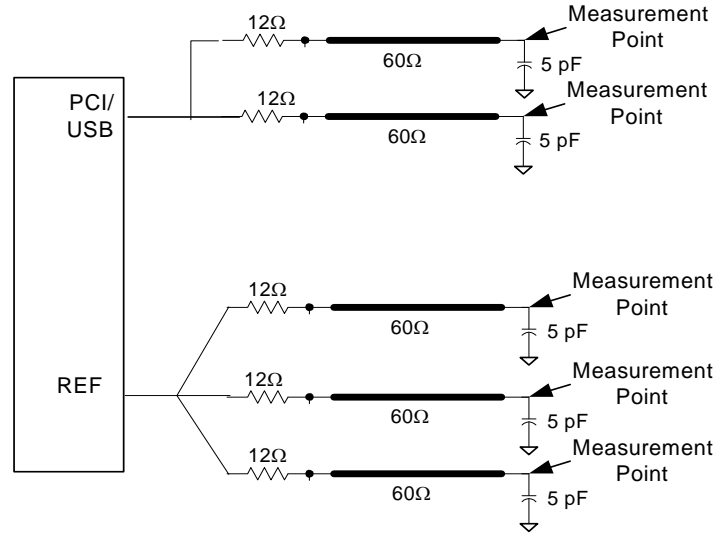 12Ω
Measurement
Point
60Ω
5 pF
PCI/
USB
12Ω
Measurement
Point
60Ω
5 pF
12Ω
Measurement
Point
60Ω
5 pF
REF
12Ω
Measurement
Point
60Ω
5 pF
12Ω
Measurement
Point
60Ω
5 pF